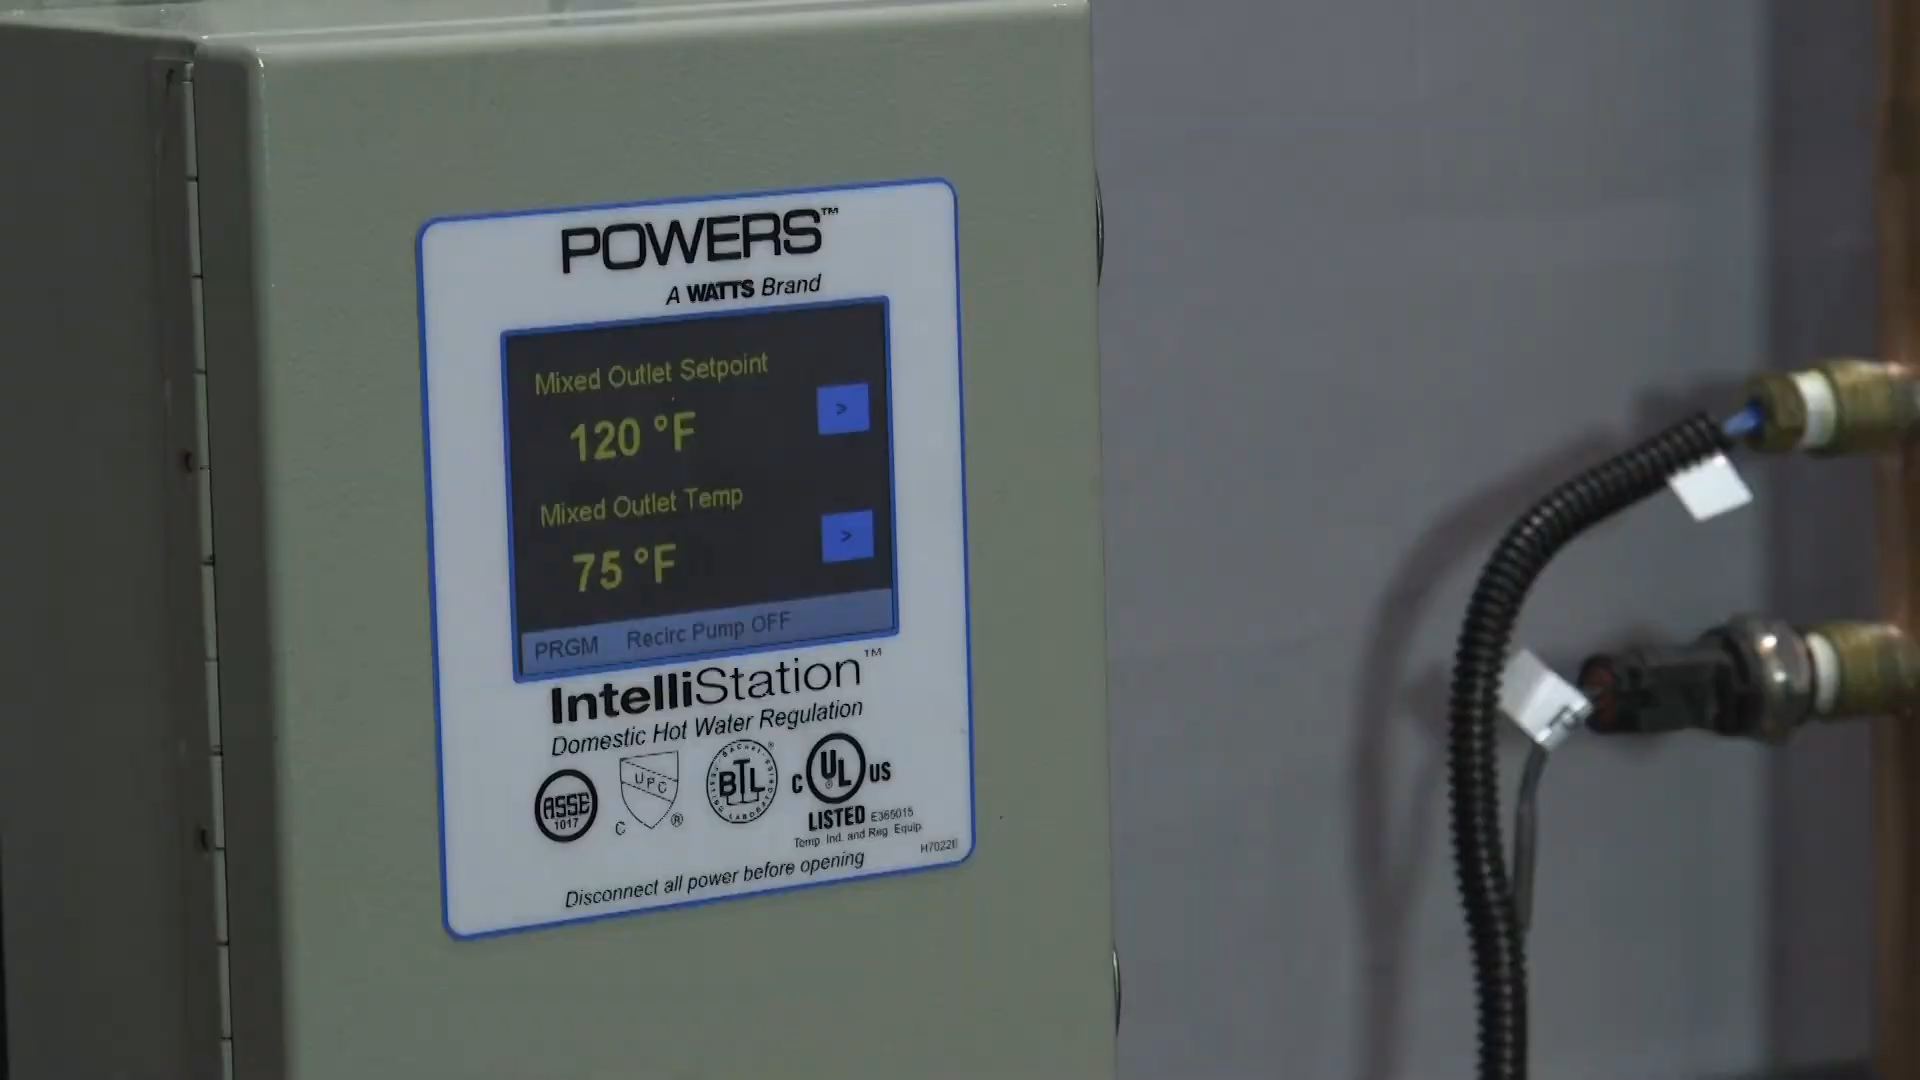 POWERS™
A WATTS Brand
Mixed Outlet Setpoint
120 °F
>
Mixed Outlet Temp
75 °F
>
PRGM Recirc Pump OFF
IntelliStation™
Domestic Hot Water Regulation
ASSE
1017
UPC
C ®
BTL
C UL US
LISTED E365015
Temp. Ind. and Reg. Equip.
Disconnect all power before opening